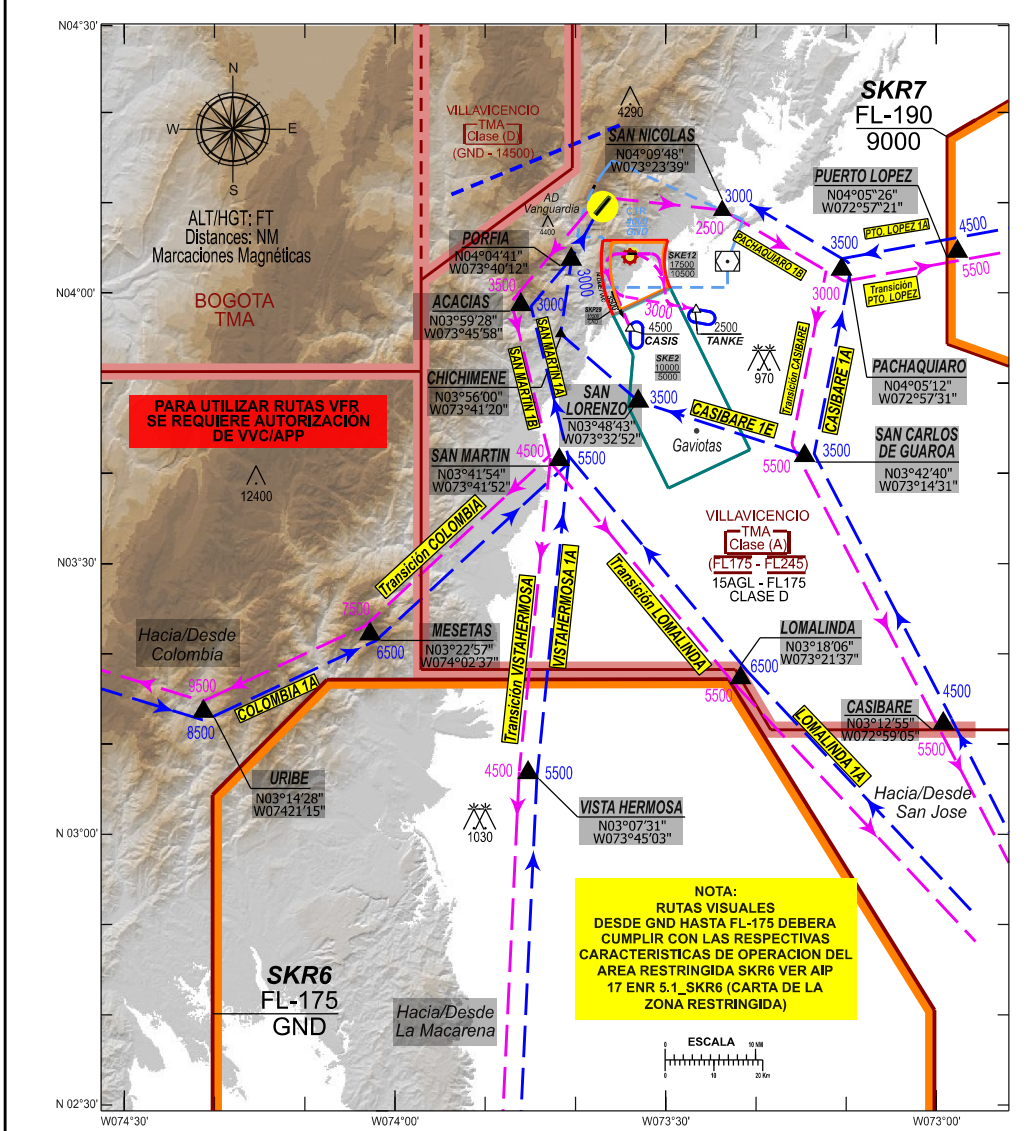 N04°30'
N
W
E
S
ALT/HGT: FT
Distances: NM
Marcaciones Magnéticas
BOGOTA
TMA
VILLAVICENCIO
TMA
Clase (D)
(GND - 14500)
4290
SAN NICOLAS
N04°09'48"
W073°23'39"
SKR7
FL-190
9000
PUERTO LOPEZ
N04°05"26'
W072°57"21'
AD
Vanguardia
4400
CTR
GND
3000
2500
PTO. LOPEZ 1A
4500
5500
3500
3000
Transición
PTO. LOPEZ
PACHAQUIARO 1B
PORFIA
N04°04'41"
W073°40'12"
SKE12
17500
10500
N04°00'
3500
3000
3000
ACACIAS
N03°59'28"
W073°45'58"
SKP29
3000
4500
CASIS
2500
TANKE
SKE2
10000
5000
970
PACHAQUIARO
N04°05'12"
W072°57'31"
CHICHIMENE
N03°56'00"
W073°41'20"
SAN MARTIN 1A
SAN MARTIN 1B
Transición CASIBARE
CASIBARE 1A
PARA UTILIZAR RUTAS VFR
SE REQUIERE AUTORIZACION
DE VVC/APP
SAN
LORENZO
N03°48'43"
W073°32'52"
3500
CASIBARE 1E
Gaviotas
SAN CARLOS
DE GUAROA
N03°42'40"
W073°14'31"
3500
5500
12400
SAN MARTIN
N03°41'54"
W073°41'52"
4500
5500
N03°30'
VILLAVICENCIO
TMA
Clase (A)
(FL175 - FL245)
15AGL - FL175
CLASE D
Transición COLOMBIA
Transición VISTAHERMOSA
VISTAHERMOSA 1A
Transición LOMALINDA
Hacia/Desde
Colombia
7500
6500
MESETAS
N03°22'57"
W074°02'37"
LOMALINDA
N03°18'06"
W073°21'37"
6500
5500
9500
8500
COLOMBIA 1A
LOMALINDA 1A
CASIBARE
N03°12'55"
W072°59'05"
4500
5500
URIBE
N03°14'28"
W07421'15"
4500
5500
VISTA HERMOSA
N03°07'31"
W073°45'03"
Hacia/Desde
San Jose
1030
N 03°00'
SKR6
FL-175
GND
Hacia/Desde
La Macarena
NOTA:
RUTAS VISUALES
DESDE GND HASTA FL-175 DEBERA
CUMPLIR CON LAS RESPECTIVAS
CARACTERISTICAS DE OPERACION DEL
AREA RESTRINGIDA SKR6 VER AIP
17 ENR 5.1_SKR6 (CARTA DE LA
ZONA RESTRINGIDA)
ESCALA
0
10 NM
0
10
20 Km
N 02°30'
W074°30'
W074°00'
W073°30'
W073°00'